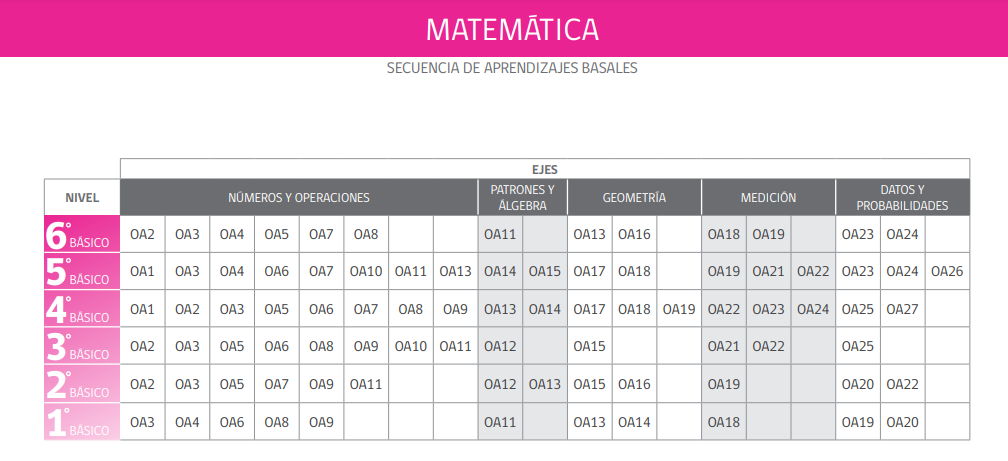 MATEMÁTICA
SECUENCIA DE APRENDIZAJES BASALES
EJES
NIVEL NÚMEROS Y OPERACIONES PATRONES Y ÁLGEBRA GEOMETRÍA MEDICIÓN DATOS Y PROBABILIDADES
6° BÁSICO OA2 OA3 OA4 OA5 OA7 OA8 OA11 OA13 OA16 OA18 OA19 OA23 OA24
5° BÁSICO OA1 OA3 OA4 OA6 OA7 OA10 OA11 OA13 OA14 OA15 OA17 OA18 OA19 OA21 OA22 OA23 OA24 OA26
4° BÁSICO OA1 OA2 OA3 OA5 OA6 OA7 OA8 OA9 OA13 OA14 OA17 OA18 OA19 OA22 OA23 OA24 OA25 OA27
3° BÁSICO OA2 OA3 OA5 OA6 OA8 OA9 OA10 OA11 OA12 OA15 OA21 OA22 OA25
2° BÁSICO OA2 OA3 OA5 OA7 OA9 OA11 OA12 OA13 OA15 OA16 OA19 OA20 OA22
1° BÁSICO OA3 OA4 OA6 OA8 OA9 OA11 OA13 OA14 OA18 OA19 OA20